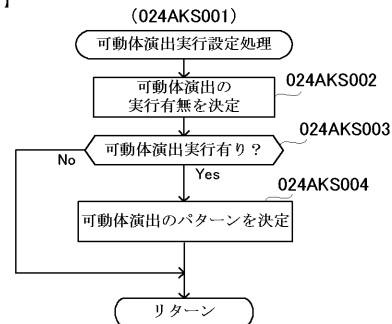 】
(024AKS001)
可動体演出実行設定処理
可動体演出の
実行有無を決定
024AKS002
可動体演出実行有り？
024AKS003
No
Yes
024AKS004
可動体演出のパターンを決定
リターン